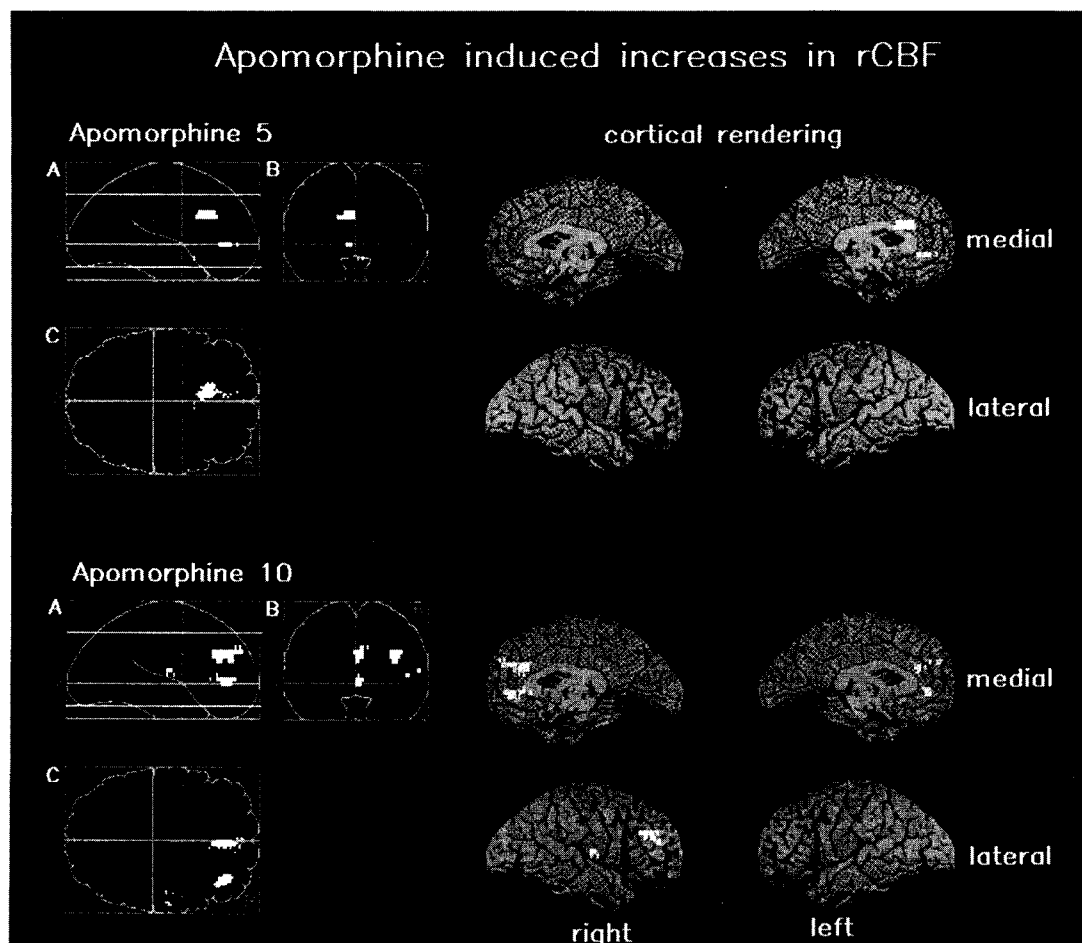 Apomorphine induced increases in rCBF
Apomorphine 5
cortical rendering
A
B
medial
C
lateral
Apomorphine 10
A
B
medial
C
lateral
right
left